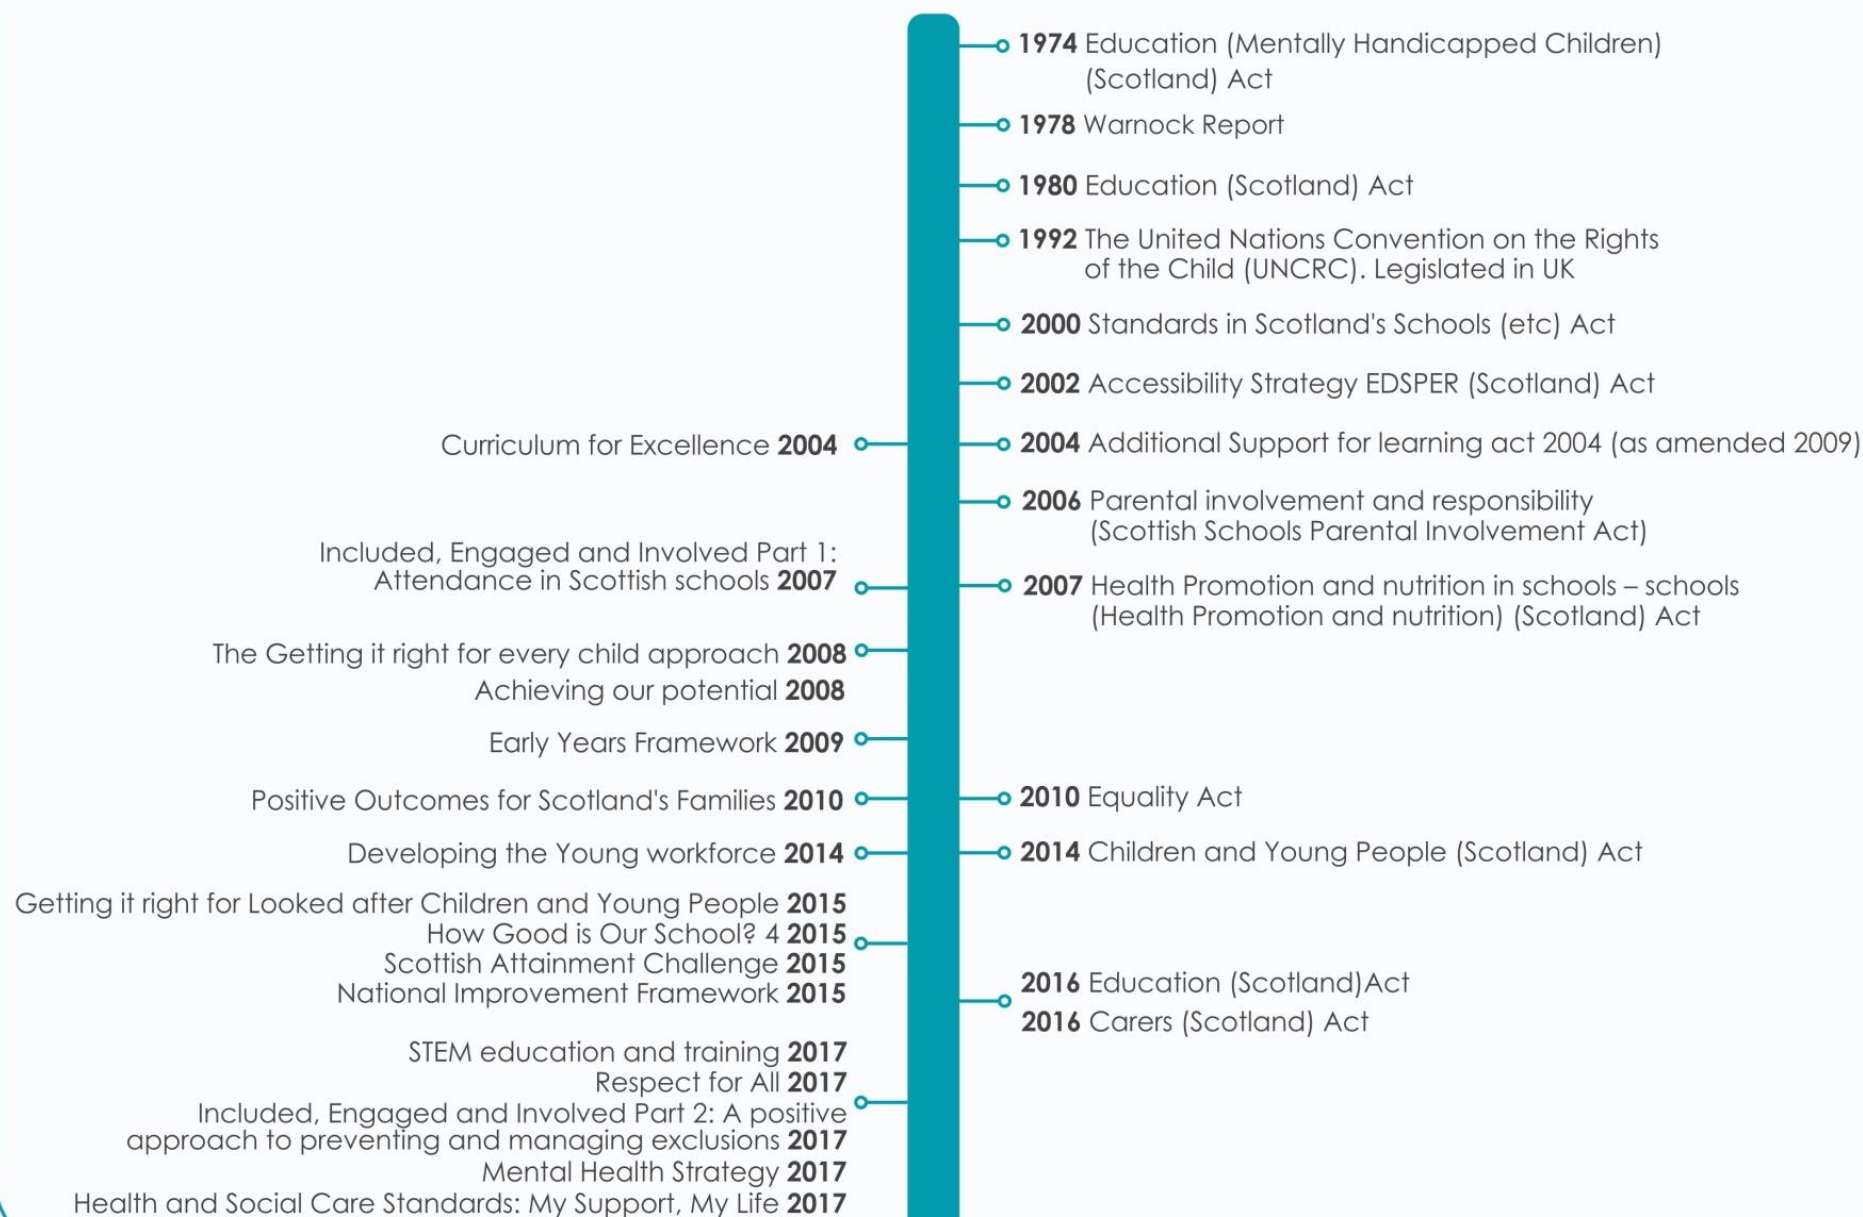 1974 Education (Mentally Handicapped Children)
(Scotland) Act
1978 Warnock Report
1980 Education (Scotland) Act
1992 The United Nations Convention on the Rights
of the Child (UNCRC). Legislated in UK
2000 Standards in Scotland's Schools (etc) Act
2002 Accessibility Strategy EDSPER (Scotland) Act
Curriculum for Excellence 2004
2004 Additional Support for learning act 2004 (as amended 2009)
2006 Parental involvement and responsibility
(Scottish Schools Parental Involvement Act)
Included, Engaged and Involved Part 1:
Attendance in Scottish schools 2007
2007 Health Promotion and nutrition in schools – schools
(Health Promotion and nutrition) (Scotland) Act
The Getting it right for every child approach 2008
Achieving our potential 2008
Early Years Framework 2009
Positive Outcomes for Scotland's Families 2010
2010 Equality Act
Developing the Young workforce 2014
2014 Children and Young People (Scotland) Act
Getting it right for Looked after Children and Young People 2015
How Good is Our School? 4 2015
Scottish Attainment Challenge 2015
National Improvement Framework 2015
2016 Education (Scotland)Act
2016 Carers (Scotland) Act
STEM education and training 2017
Respect for All 2017
Included, Engaged and Involved Part 2: A positive
approach to preventing and managing exclusions 2017
Mental Health Strategy 2017
Health and Social Care Standards: My Support, My Life 2017